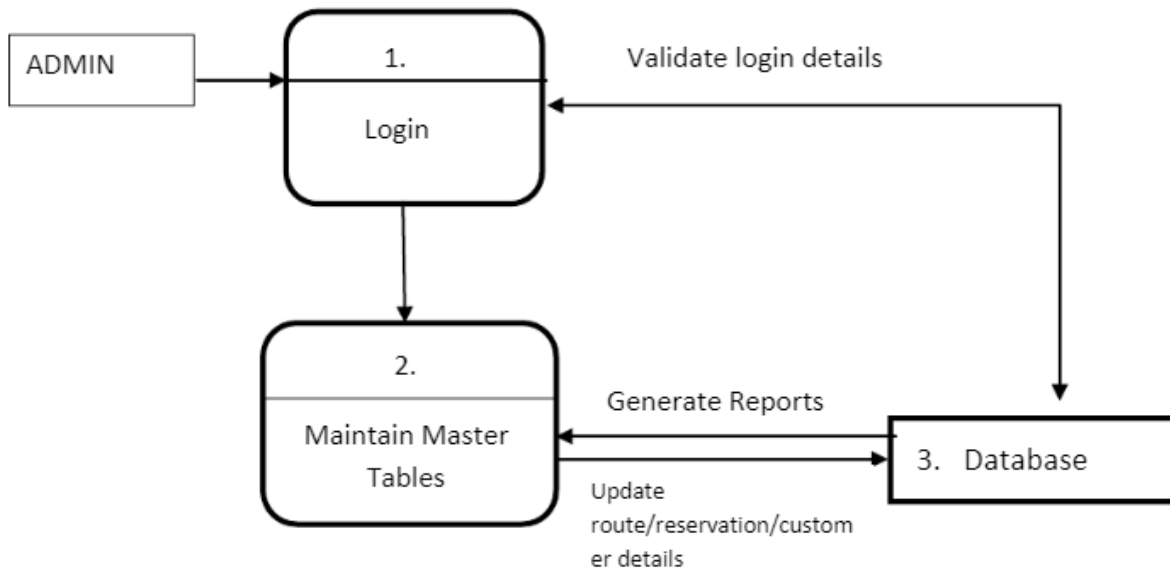 ADMIN
1.
Login
Validate login details
2.
Maintain Master
Tables
Generate Reports
Update
route/reservation/custom
er details
3. Database